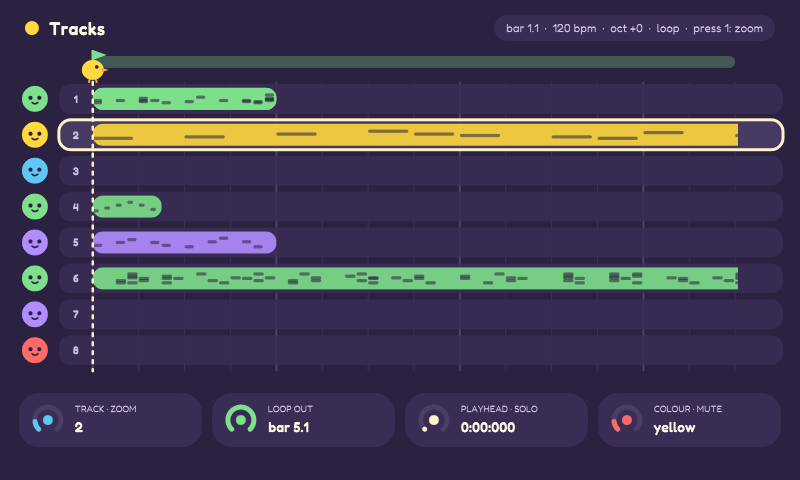 Tracks
bar 1.1 · 120 bpm · oct +0 · loop · press 1: zoom
1
2
3
4
5
6
7
8
TRACK · ZOOM
2
LOOP OUT
bar 5.1
PLAYHEAD · SOLO
0:00:000
COLOUR · MUTE
yellow